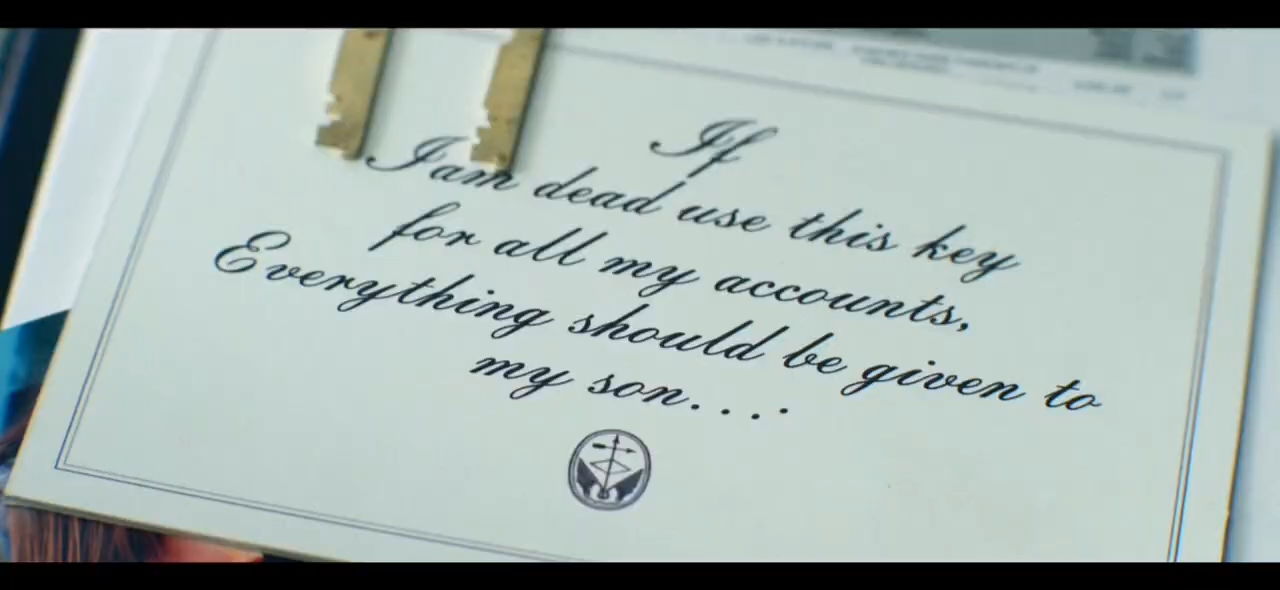 If
I am dead use this key
for all my accounts,
Everything should be given to
my son....